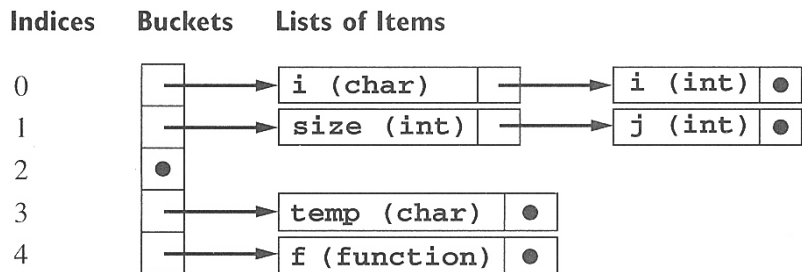 Indices Buckets Lists of Items
0 i (char) i (int)
1 size (int) j (int)
2
3 temp (char)
4 f (function)